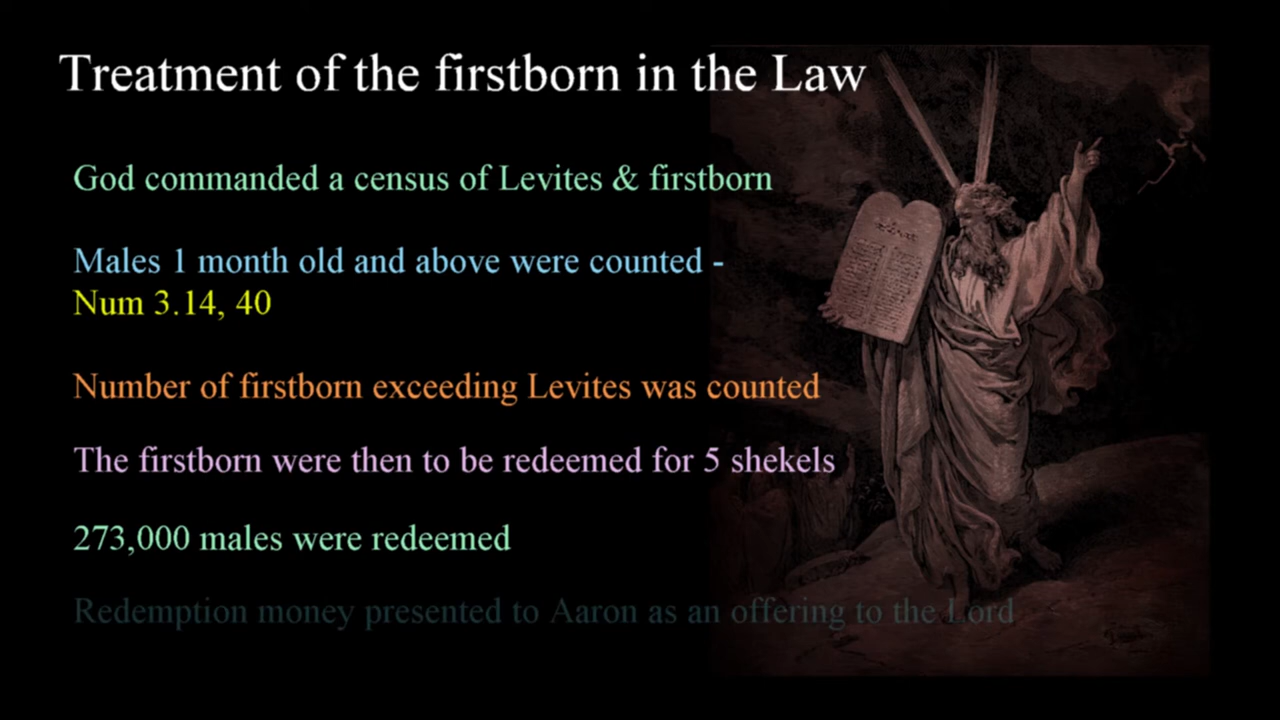 Treatment of the firstborn in the Law
God commanded a census of Levites & firstborn
Males 1 month old and above were counted -
Num 3.14, 40
Number of firstborn exceeding Levites was counted
The firstborn were then to be redeemed for 5 shekels
273,000 males were redeemed
Redemption money presented to Aaron as an offering to the Lord